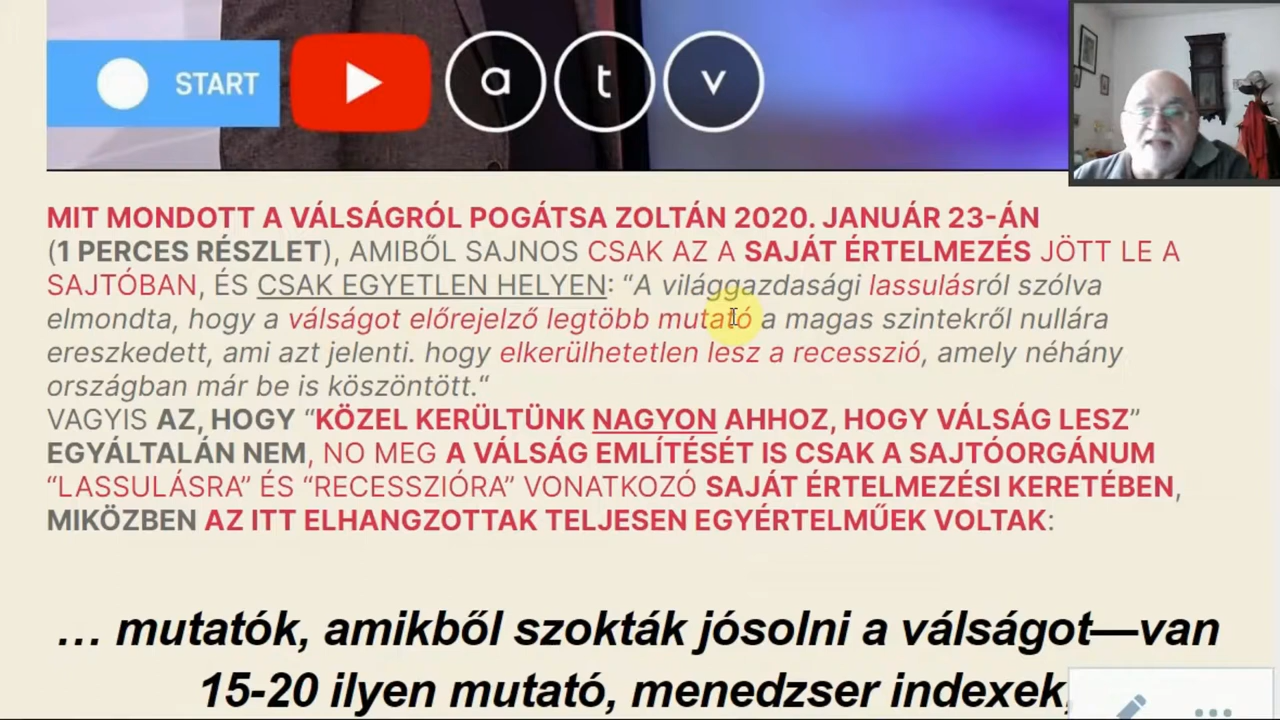 START
a t v
MIT MONDOTT A VÁLSÁGRÓL POGÁTSA ZOLTÁN 2020. JANUÁR 23-ÁN
(1 PERCES RÉSZLET), AMIBŐL SAJNOS CSAK AZ A SAJÁT ÉRTELMEZÉS JÖTT LE A
SAJTÓBAN, ÉS CSAK EGYETLEN HELYEN: “A világgazdasági lassulásról szólva
elmondta, hogy a válságot előrejelző legtöbb mutató a magas szintekről nullára
ereszkedett, ami azt jelenti. hogy elkerülhetetlen lesz a recesszió, amely néhány
országban már be is köszöntött.“
VAGYIS AZ, HOGY “KÖZEL KERÜLTÜNK NAGYON AHHOZ, HOGY VÁLSÁG LESZ”
EGYÁLTALÁN NEM, NO MEG A VÁLSÁG EMLÍTÉSÉT IS CSAK A SAJTÓORGÁNUM
“LASSULÁSRA” ÉS “RECESSZIÓRA” VONATKOZÓ SAJÁT ÉRTELMEZÉSI KERETÉBEN,
MIKÖZBEN AZ ITT ELHANGZOTTAK TELJESEN EGYÉRTELMŰEK VOLTAK:
… mutatók, amikből szokták jósolni a válságot—van
15-20 ilyen mutató, menedzser indexek,